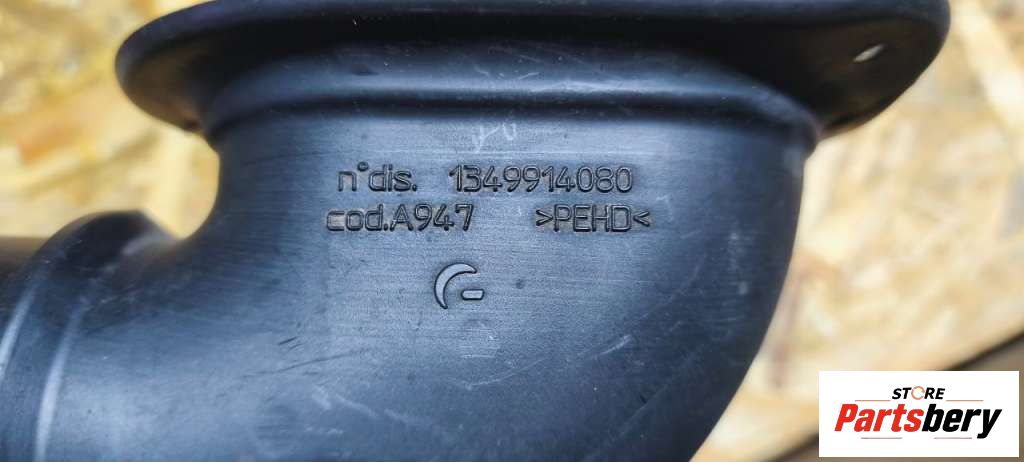 n°dis. 1349914080
cod.A947 >PEHD<
STORE
Partsbery